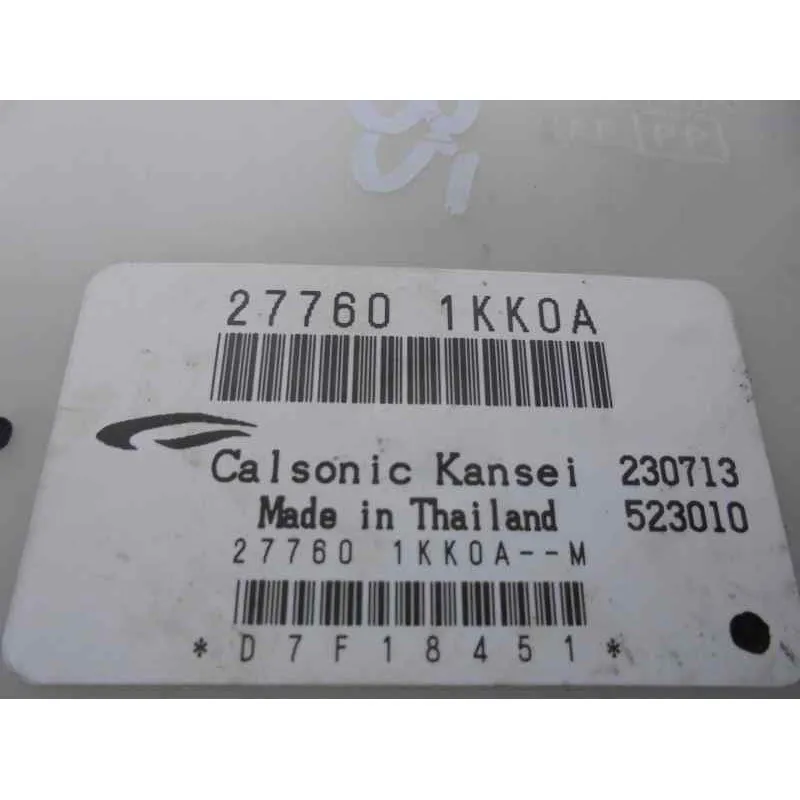 27760 1KK0A
Calsonic Kansei 230713
Made in Thailand 523010
27760 1KK0A--M
*D7F18451*